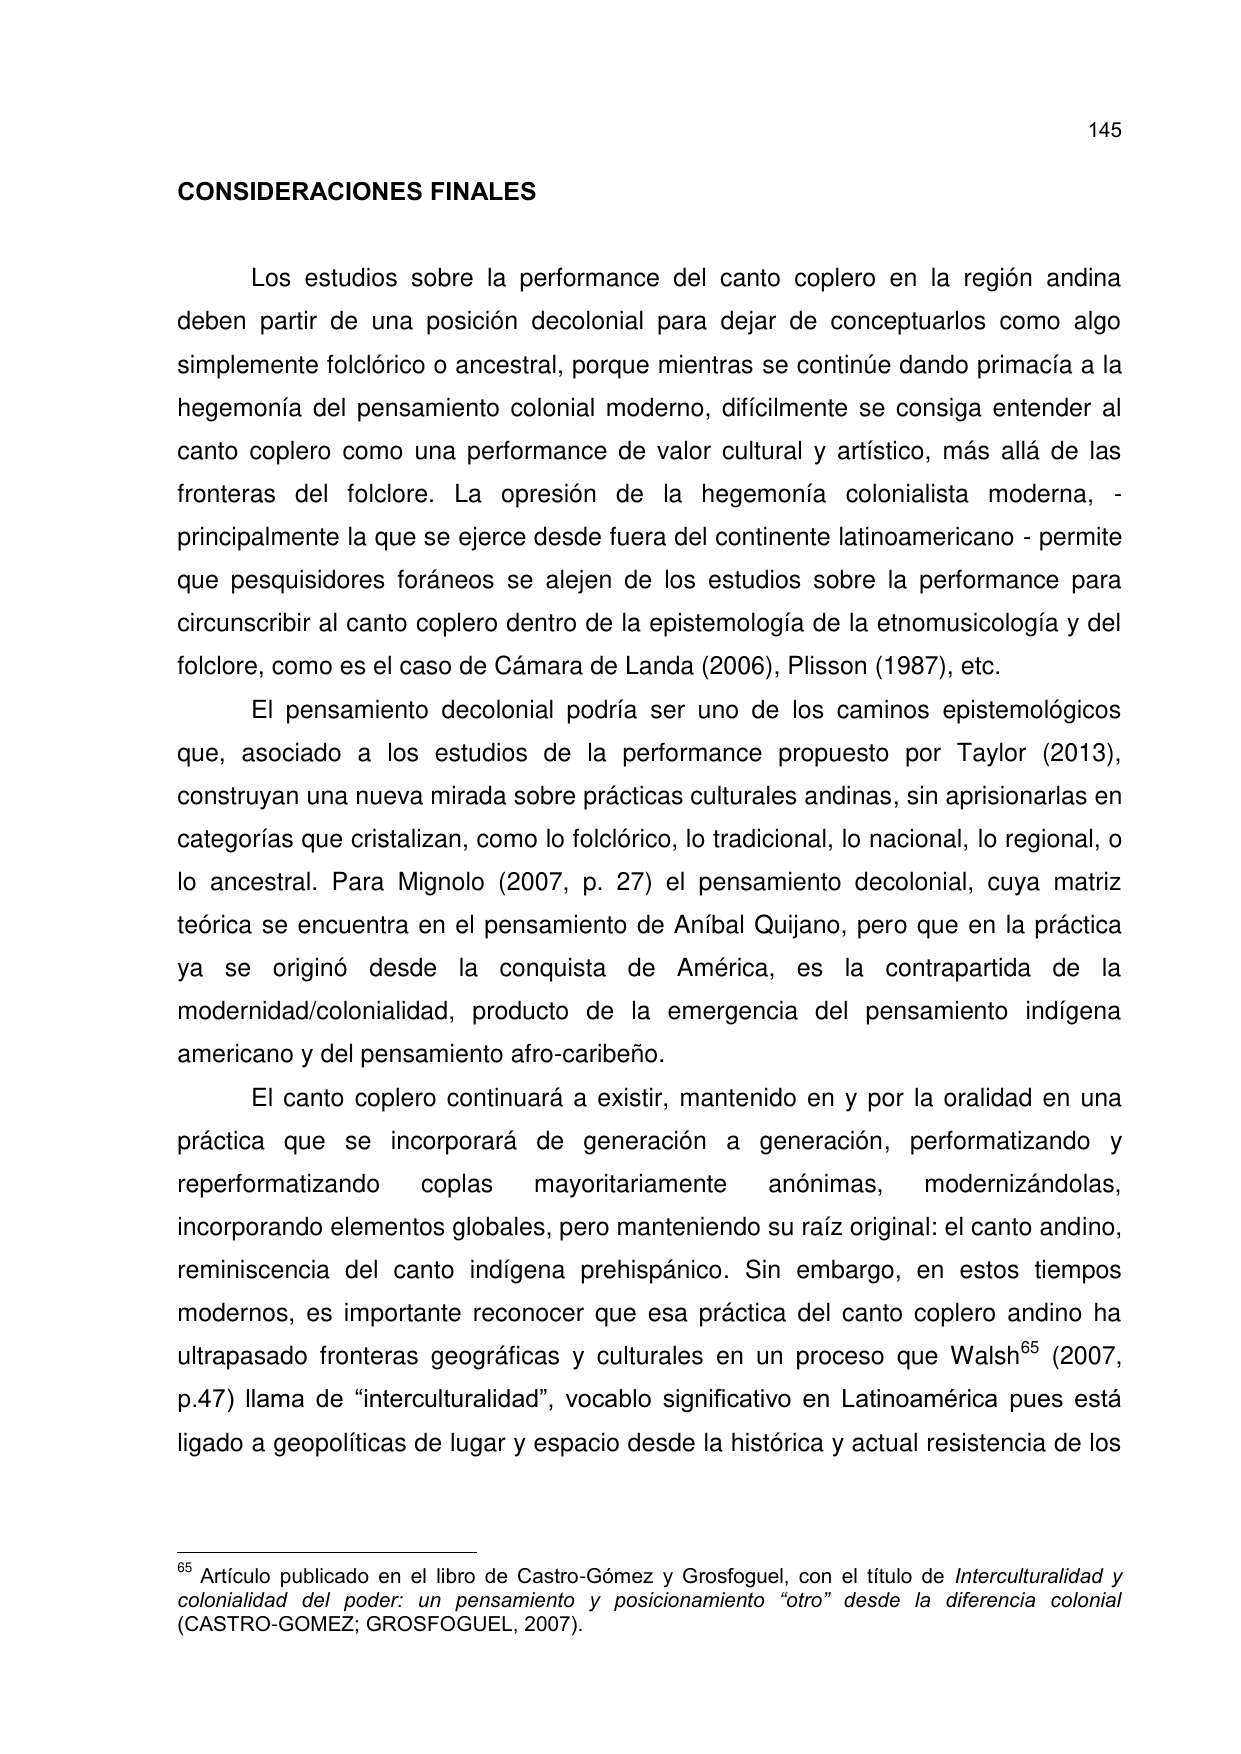 145
CONSIDERACIONES FINALES
Los estudios sobre la performance del canto coplero en la región andina
deben partir de una posición decolonial para dejar de conceptuarlos como algo
simplemente folclórico o ancestral, porque mientras se continúe dando primacía a la
hegemonía del pensamiento colonial moderno, difícilmente se consiga entender al
canto coplero como una performance de valor cultural y artístico, más allá de las
fronteras del folclore. La opresión de la hegemonía colonialista moderna, -
principalmente la que se ejerce desde fuera del continente latinoamericano - permite
que pesquisidores foráneos se alejen de los estudios sobre la performance para
circunscribir al canto coplero dentro de la epistemología de la etnomusicología y del
folclore, como es el caso de Cámara de Landa (2006), Plisson (1987), etc.
El pensamiento decolonial podría ser uno de los caminos epistemológicos
que, asociado a los estudios de la performance propuesto por Taylor (2013),
construyan una nueva mirada sobre prácticas culturales andinas, sin aprisionarlas en
categorías que cristalizan, como lo folclórico, lo tradicional, lo nacional, lo regional, o
lo ancestral. Para Mignolo (2007, p. 27) el pensamiento decolonial, cuya matriz
teórica se encuentra en el pensamiento de Aníbal Quijano, pero que en la práctica
ya se originó desde la conquista de América, es la contrapartida de la
modernidad/colonialidad, producto de la emergencia del pensamiento indígena
americano y del pensamiento afro-caribeño.
El canto coplero continuará a existir, mantenido en y por la oralidad en una
práctica que se incorporará de generación a generación, performatizando y
reperformatizando coplas mayoritariamente anónimas, modernizándolas,
incorporando elementos globales, pero manteniendo su raíz original: el canto andino,
reminiscencia del canto indígena prehispánico. Sin embargo, en estos tiempos
modernos, es importante reconocer que esa práctica del canto coplero andino ha
ultrapasado fronteras geográficas y culturales en un proceso que Walsh65 (2007,
p.47) llama de “interculturalidad”, vocablo significativo en Latinoamérica pues está
ligado a geopolíticas de lugar y espacio desde la histórica y actual resistencia de los
65 Artículo publicado en el libro de Castro-Gómez y Grosfoguel, con el título de Interculturalidad y
colonialidad del poder: un pensamiento y posicionamiento “otro” desde la diferencia colonial
(CASTRO-GOMEZ; GROSFOGUEL, 2007).